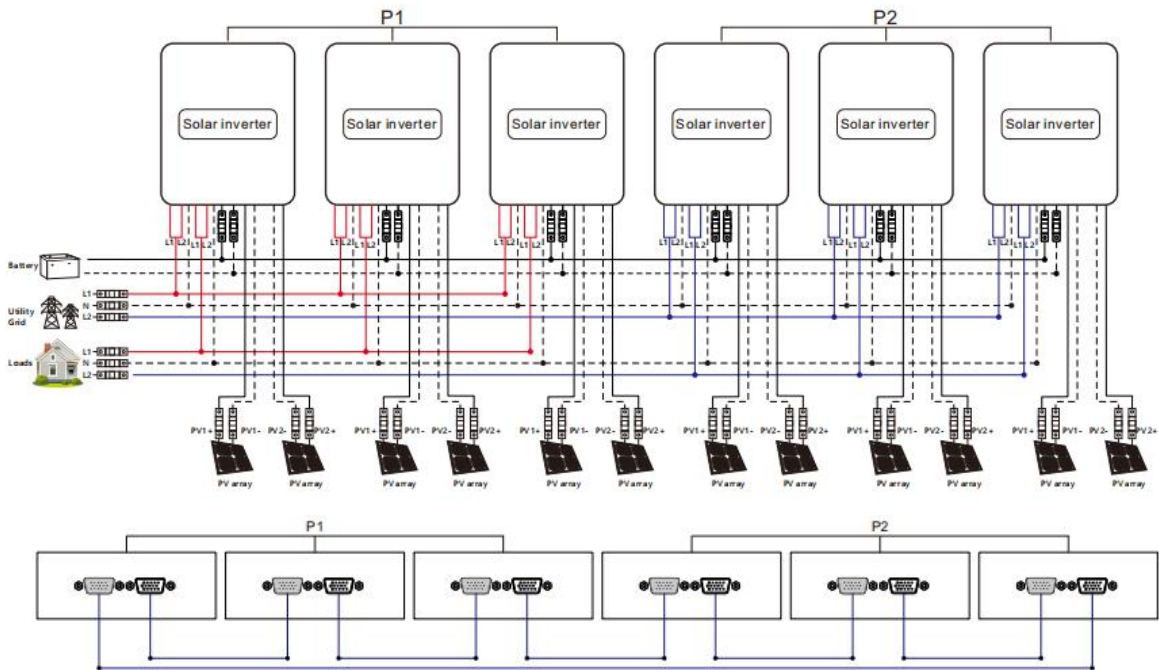 P1 P2
Solar inverter Solar inverter Solar inverter Solar inverter Solar inverter Solar inverter
L1 L2 L1 L2 L1 L2 L1 L2 L1 L2 L1 L2 L1 L2 L1 L2 L1 L2 L1 L2 L1 L2 L1 L2
Battery
L1
Utility N
Grid L2
L1
Loads N
L2
PV1+ PV1- PV2- PV2+ PV1+ PV1- PV2- PV2+ PV1+ PV1- PV2- PV2+ PV1+ PV1- PV2- PV2+ PV1+ PV1- PV2- PV2+ PV1+ PV1- PV2- PV2+
PV array PV array PV array PV array PV array PV array PV array PV array PV array PV array PV array PV array
P1 P2